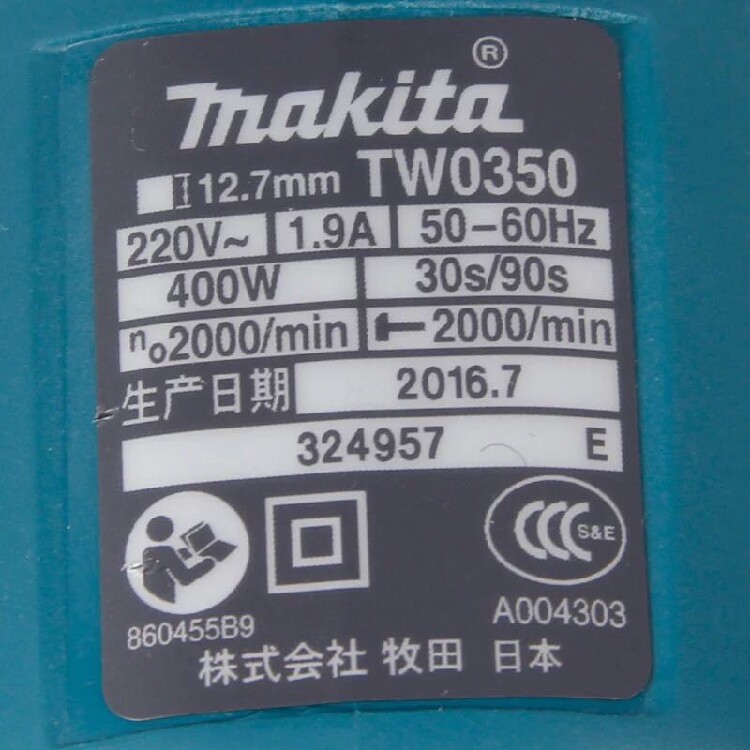 makita®
12.7mm TW0350
220V~ 1.9A 50-60Hz
400W 30s/90s
no2000/min 2000/min
生产日期 2016.7
324957 E
CCC S&E
860455B9 A004303
株式会社 牧田 日本